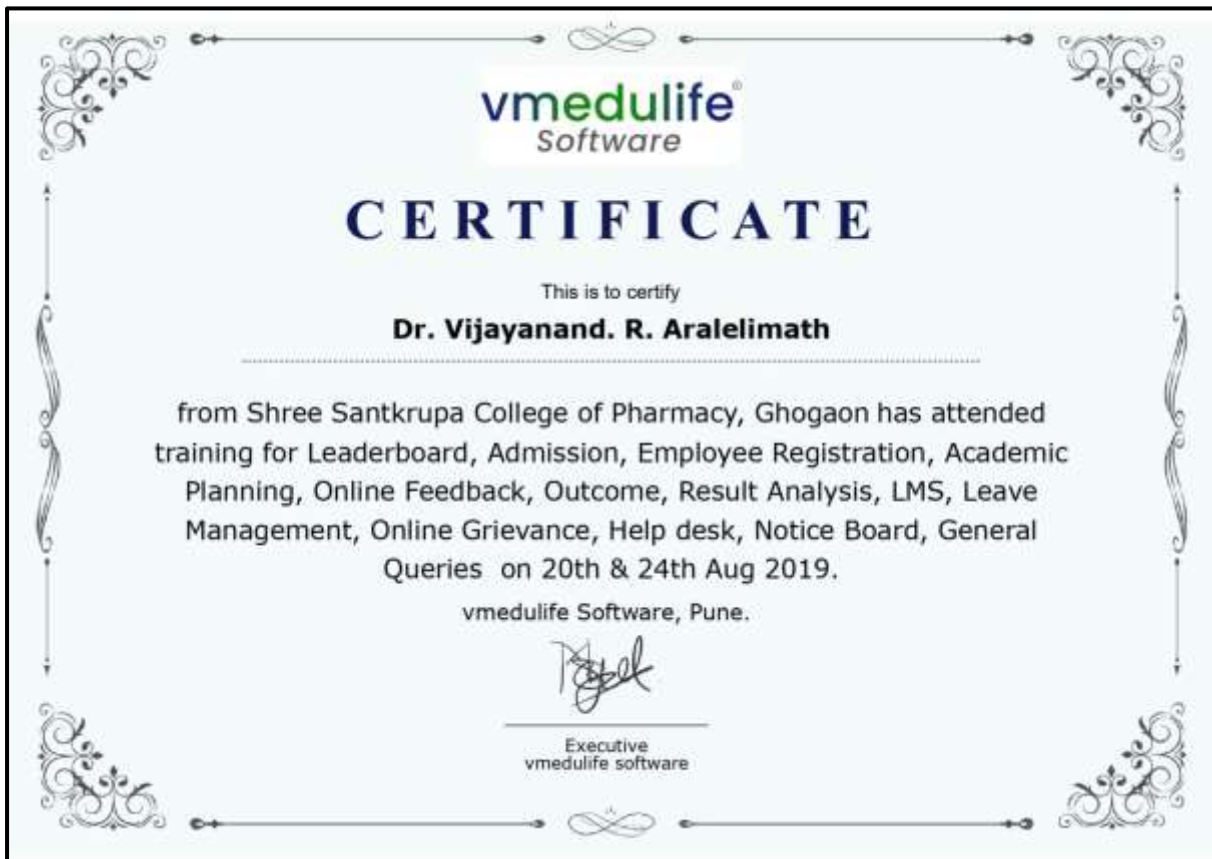 vmedulife®
Software
CERTIFICATE
This is to certify
Dr. Vijayanand. R. Aralelimath
from Shree Santkrupa College of Pharmacy, Ghogaon has attended
training for Leaderboard, Admission, Employee Registration, Academic
Planning, Online Feedback, Outcome, Result Analysis, LMS, Leave
Management, Online Grievance, Help desk, Notice Board, General
Queries on 20th & 24th Aug 2019.
vmedulife Software, Pune.
Executive
vmedulife software